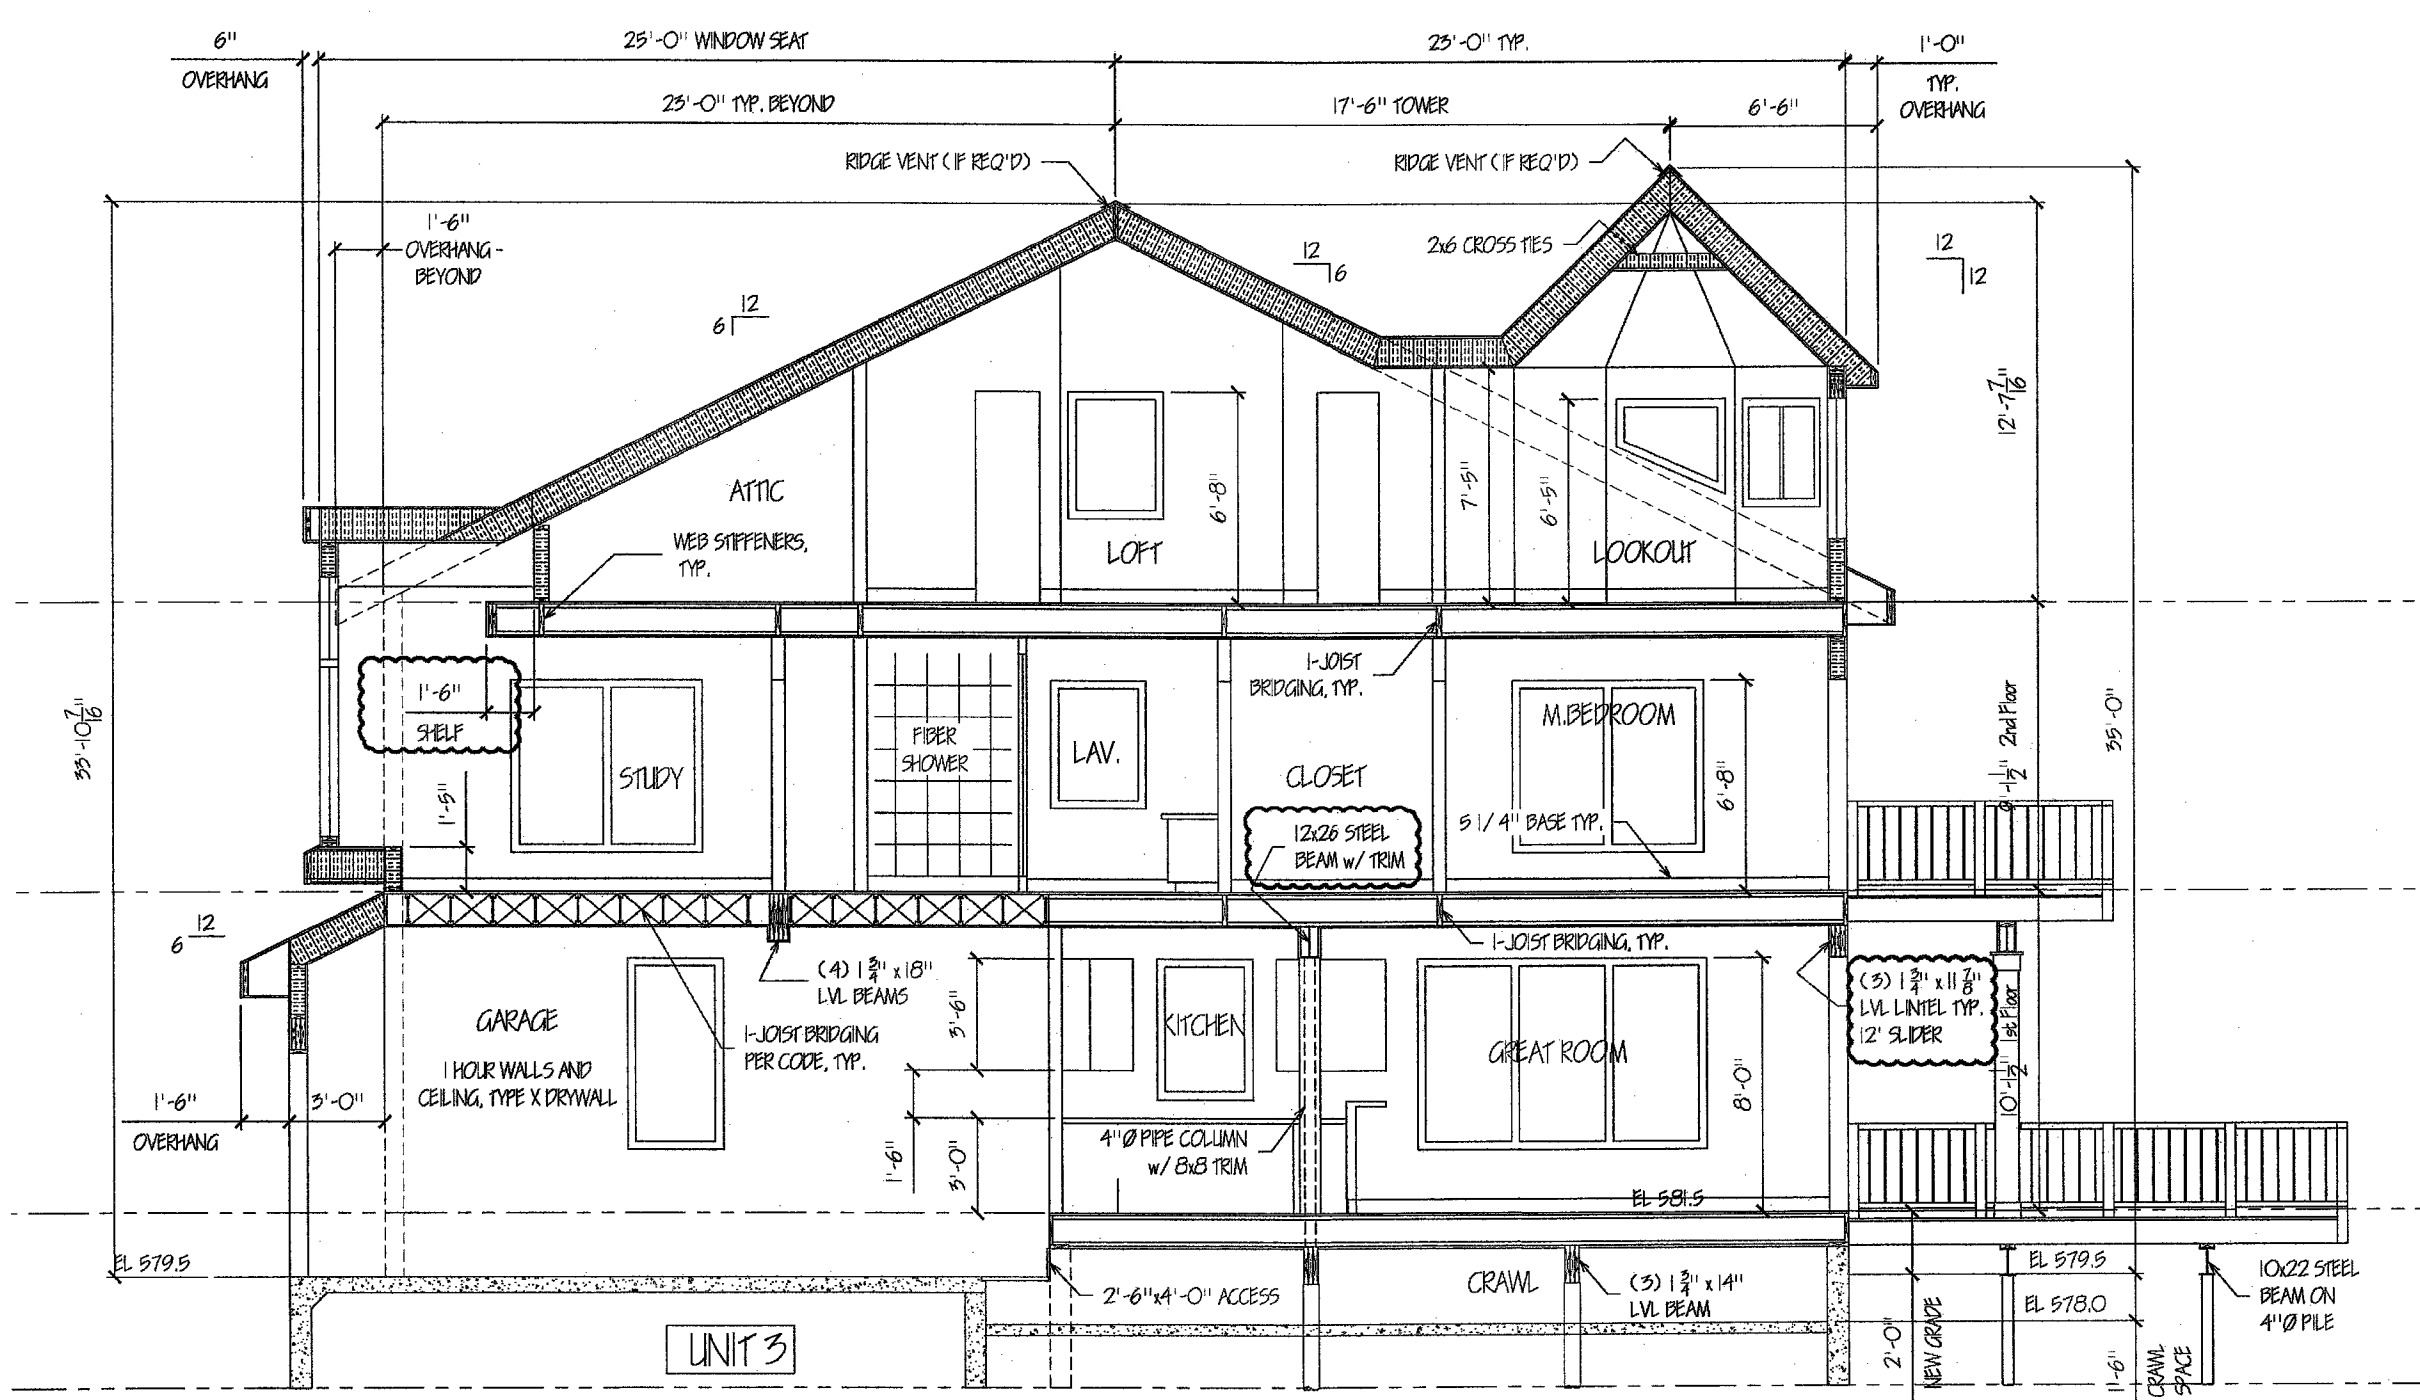 6"
OVERHANG
25'-0" WINDOW SEAT
23'-0" TYP.
1'-0"
TYP.
OVERHANG
23'-0" TYP. BEYOND
17'-6" TOWER
6'-6"
RIDGE VENT (IF REQ'D)
RIDGE VENT (IF REQ'D)
1'-6"
OVERHANG -
BEYOND
2x6 CROSS TIES
12
6
12
6
12
12
12'-7 7/16"
ATTIC
WEB STIFFENERS,
TYP.
LOFT
6'-8"
7'-5"
6'-5"
LOOKOUT
33'-10 7/16"
1'-6"
SHELF
STUDY
1'-5"
FIBER
SHOWER
LAV.
I-JOIST
BRIDGING, TYP.
CLOSET
M.BEDROOM
6'-8"
9'-1 1/2" 2nd Floor
35'-0"
12x26 STEEL
BEAM w/ TRIM
5 1/4" BASE TYP.
12
6
(4) 1 3/4" x18"
LVL BEAMS
I-JOIST BRIDGING, TYP.
(3) 1 3/4" x 11 7/8"
LVL LINTEL TYP.
12' SLIDER
GARAGE
1 HOUR WALLS AND
CEILING, TYPE X DRYWALL
I-JOIST BRIDGING
PER CODE, TYP.
3'-6"
KITCHEN
GREAT ROOM
8'-0"
10'-1 1/2" 1st Floor
1'-6"
OVERHANG
3'-0"
1'-6"
3'-0"
4"Ø PIPE COLUMN
w/ 8x8 TRIM
EL 581.5
EL 579.5
2'-6"x4'-0" ACCESS
CRAWL
(3) 1 3/4" x 14"
LVL BEAM
EL 579.5
EL 578.0
10x22 STEEL
BEAM ON
4"Ø PILE
2'-0"
NEW GRADE
1'-6"
CRAWL
SPACE
UNIT 3